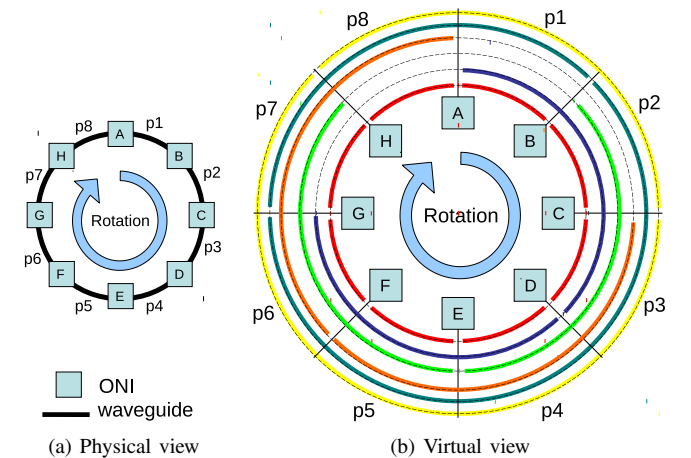 p8 p1
A
H B
p7 p2
G Rotation C
p6 p3
F D
E
p5 p4
ONI
waveguide
(a) Physical view
p8 p1
p7 p2
A
H B
G Rotation C
F D
E
p6 p3
p5 p4
(b) Virtual view